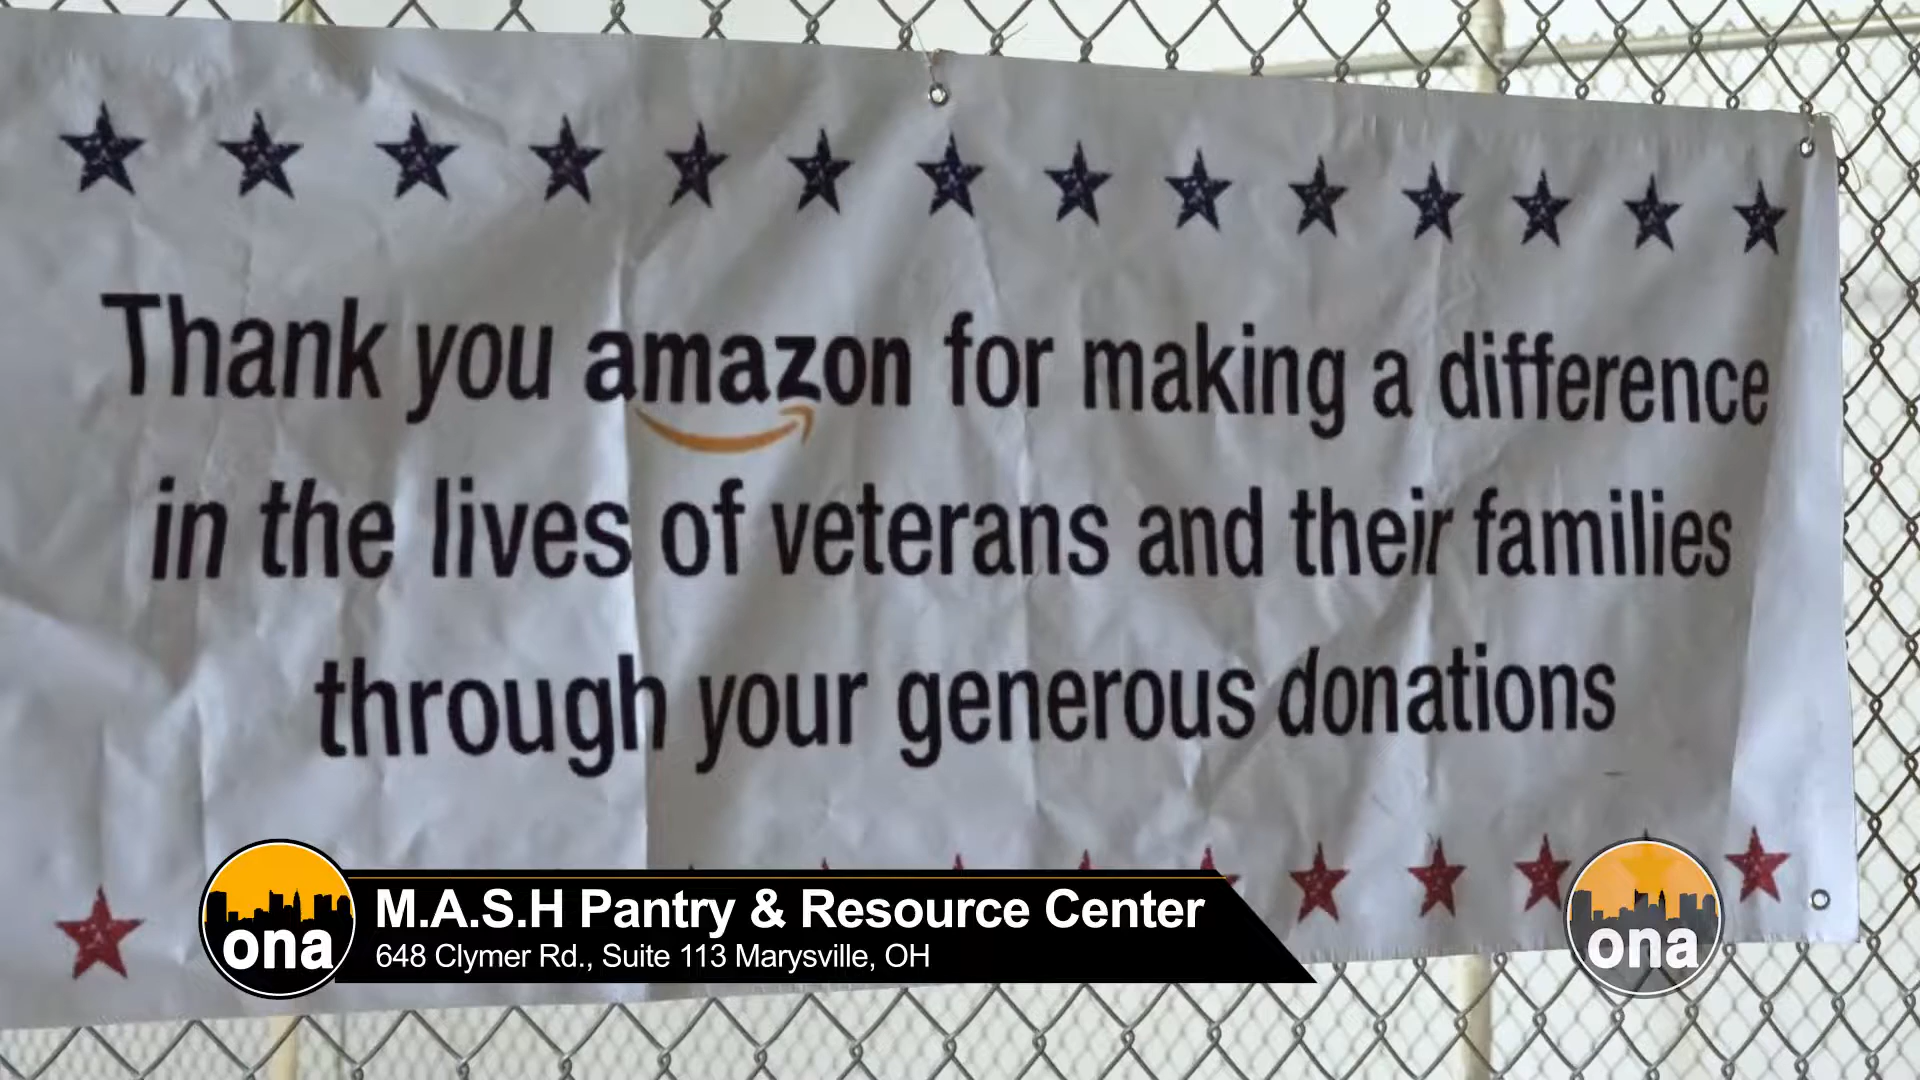 Thank you amazon for making a difference
in the lives of veterans and their families
through your generous donations
ona
M.A.S.H Pantry & Resource Center
648 Clymer Rd., Suite 113 Marysville, OH
ona